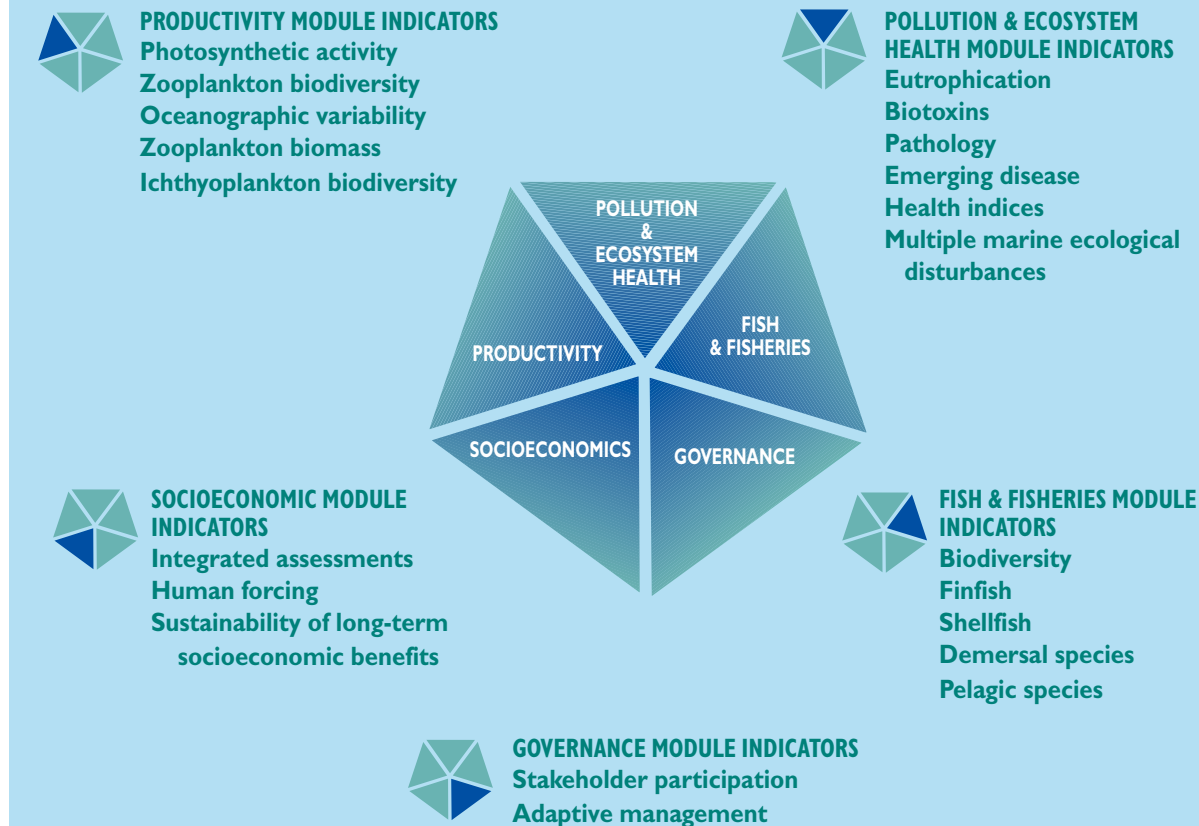 PRODUCTIVITY MODULE INDICATORS
Photosynthetic activity
Zooplankton biodiversity
Oceanographic variability
Zooplankton biomass
Ichthyoplankton biodiversity
POLLUTION & ECOSYSTEM
HEALTH MODULE INDICATORS
Eutrophication
Biotoxins
Pathology
Emerging disease
Health indices
Multiple marine ecological
disturbances
POLLUTION
&
ECOSYSTEM
HEALTH
PRODUCTIVITY
FISH
& FISHERIES
SOCIOECONOMICS
GOVERNANCE
SOCIOECONOMIC MODULE
INDICATORS
Integrated assessments
Human forcing
Sustainability of long-term
socioeconomic benefits
FISH & FISHERIES MODULE
INDICATORS
Biodiversity
Finfish
Shellfish
Demersal species
Pelagic species
GOVERNANCE MODULE INDICATORS
Stakeholder participation
Adaptive management